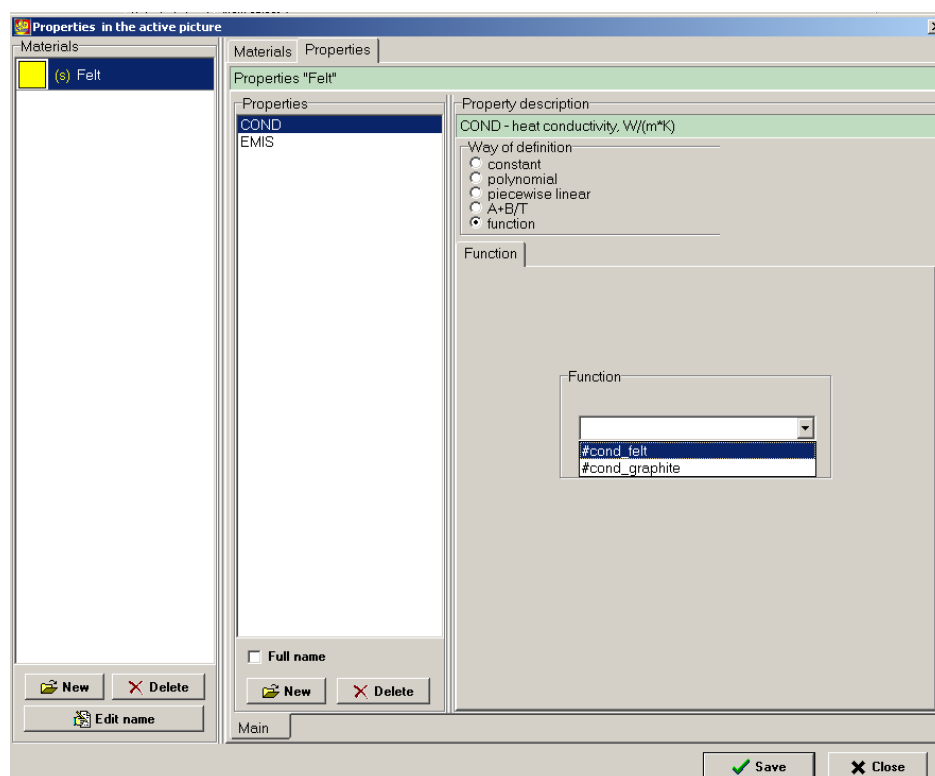 Properties in the active picture
Materials
(s) Felt
New
Delete
Edit name
Materials
Properties
Properties "Felt"
Properties
COND
EMIS
Full name
New
Delete
Main
Property description
COND - heat conductivity, W/(m*K)
Way of definition
constant
polynomial
piecewise linear
A+B/T
function
Function
Function
#cond_felt
#cond_graphite
Save
Close